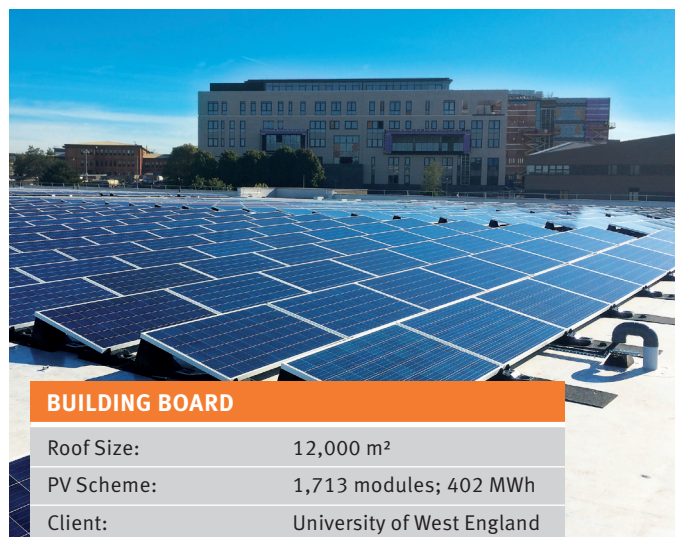 BUILDING BOARD
Roof Size: 12,000 m²
PV Scheme: 1,713 modules; 402 MWh
Client: University of West England